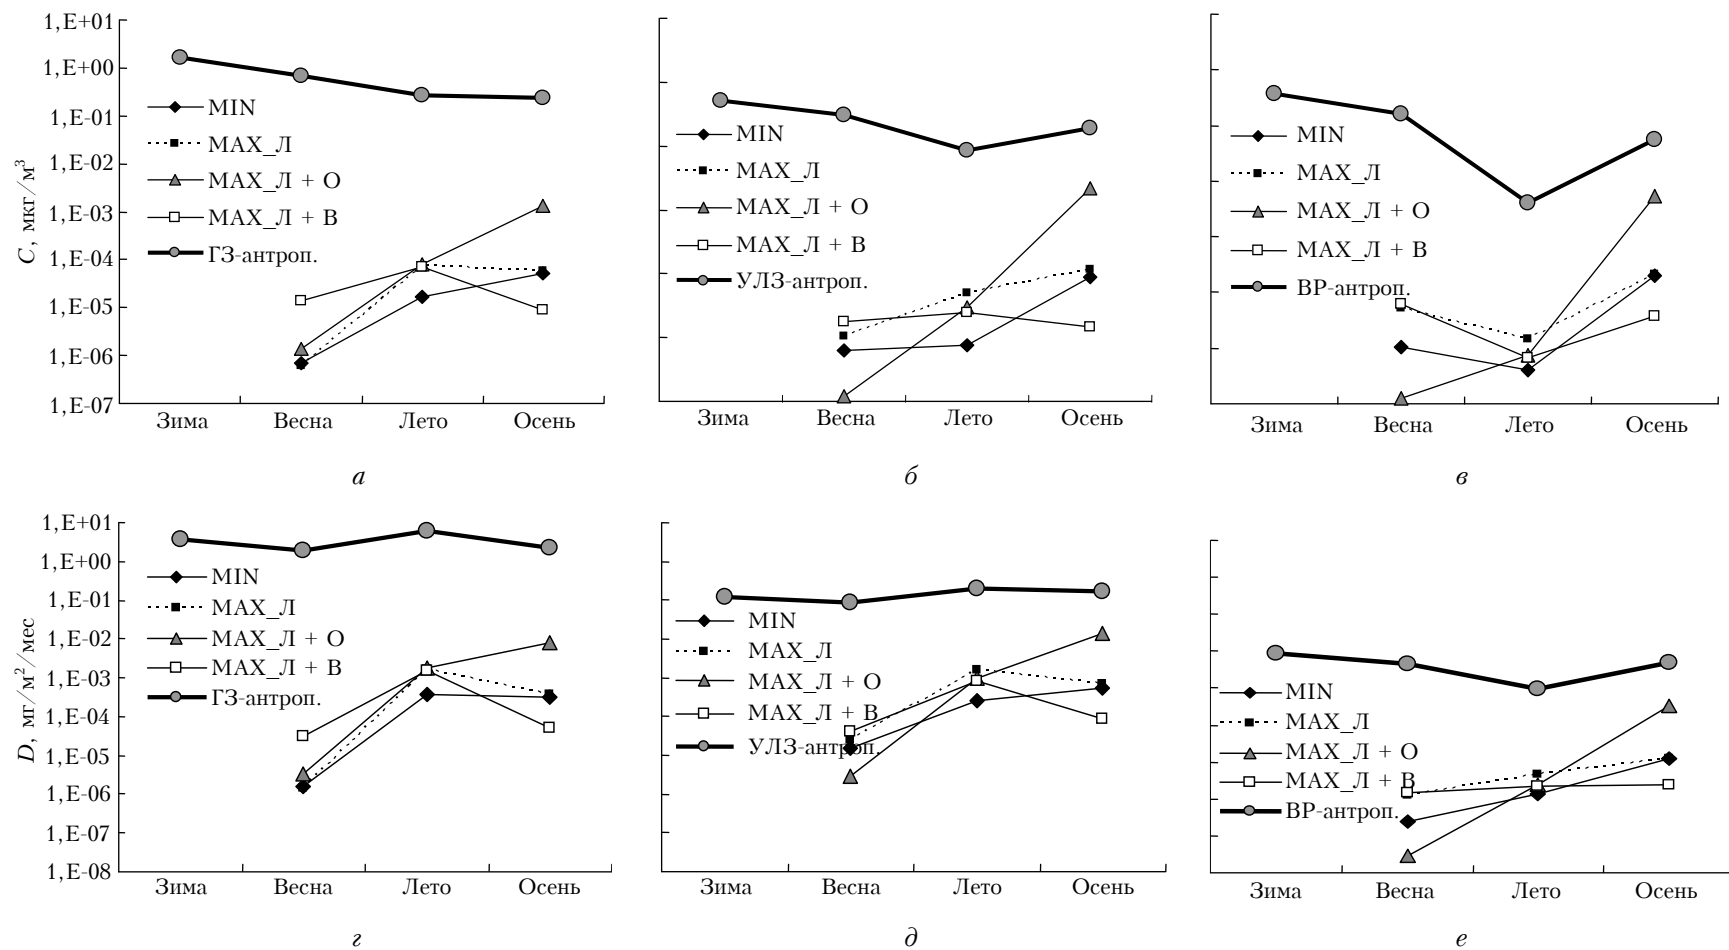 C, мкг/м³
1,E+01
1,E+00
1,E-01
1,E-02
1,E-03
1,E-04
1,E-05
1,E-06
1,E-07
MIN
MAX_Л
MAX_Л + О
MAX_Л + В
ГЗ-антроп.
Зима Весна Лето Осень
а
MIN
MAX_Л
MAX_Л + О
MAX_Л + В
УЛЗ-антроп.
Зима Весна Лето Осень
б
MIN
MAX_Л
MAX_Л + О
MAX_Л + В
ВР-антроп.
Зима Весна Лето Осень
в
D, мг/м²/мес
1,E+01
1,E+00
1,E-01
1,E-02
1,E-03
1,E-04
1,E-05
1,E-06
1,E-07
1,E-08
MIN
MAX_Л
MAX_Л + О
MAX_Л + В
ГЗ-антроп.
Зима Весна Лето Осень
г
MIN
MAX_Л
MAX_Л + О
MAX_Л + В
УЛЗ-антроп.
Зима Весна Лето Осень
д
MIN
MAX_Л
MAX_Л + О
MAX_Л + В
ВР-антроп.
Зима Весна Лето Осень
е